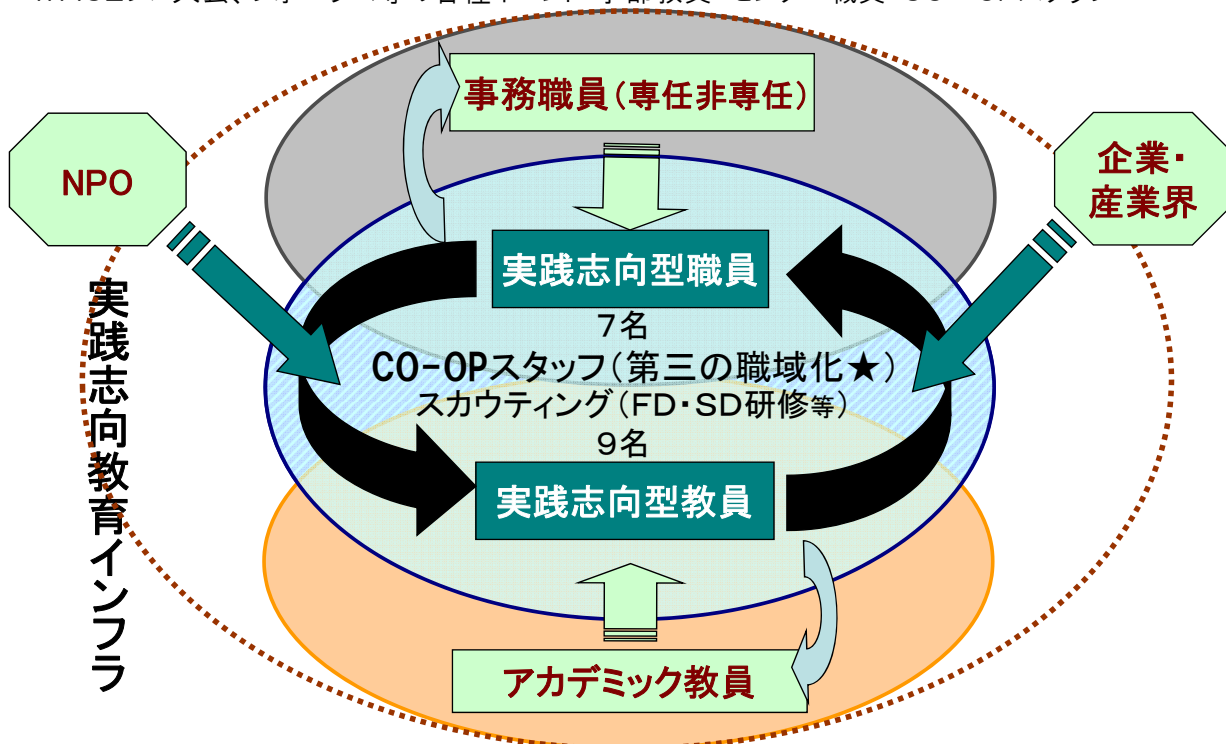 事務職員(専任非専任)
NPO
企業・
産業界
実践志向型職員
7名
CO-OPスタッフ(第三の職域化★)
スカウティング(FD・SD研修等)
9名
実践志向型教員
アカデミック教員
実践志向教育インフラ